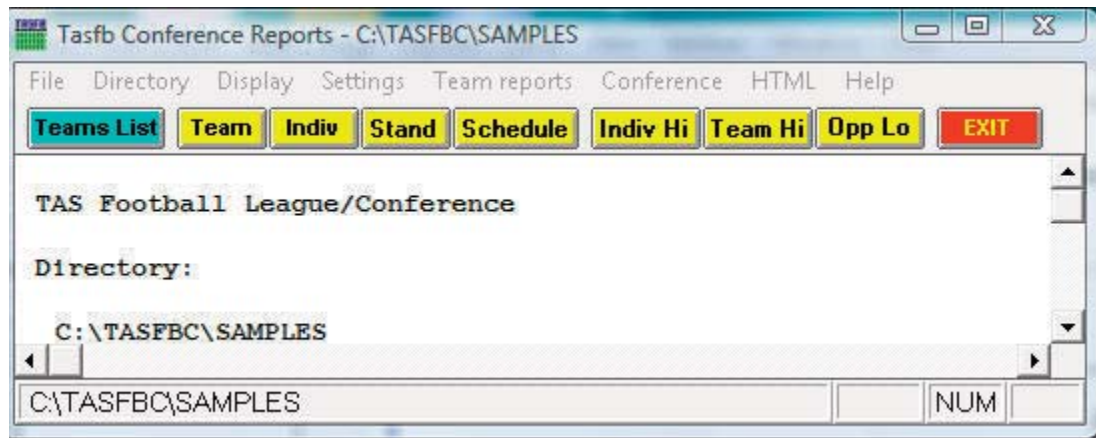 Tasfb Conference Reports - C:\TASFBC\SAMPLES
File Directory Display Settings Team reports Conference HTML Help
Teams List Team Indiv Stand Schedule Indiv Hi Team Hi Opp Lo EXIT
TAS Football League/Conference
Directory:
C:\TASFBC\SAMPLES
C:\TASFBC\SAMPLES NUM